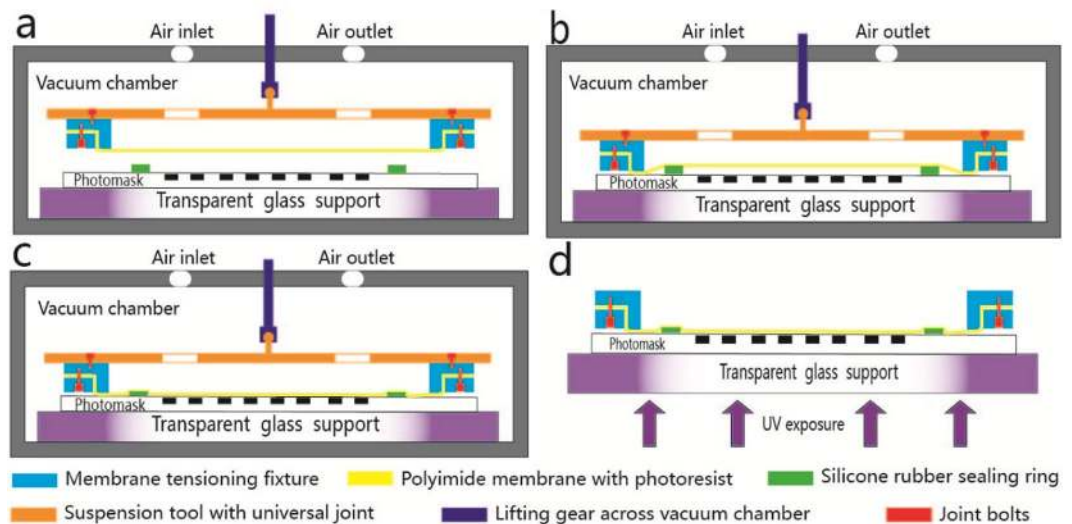 a
Air inlet
Air outlet
Vacuum chamber
Photomask
Transparent glass support
b
Air inlet
Air outlet
Vacuum chamber
Photomask
Transparent glass support
c
Air inlet
Air outlet
Vacuum chamber
Photomask
Transparent glass support
d
Photomask
Transparent glass support
UV exposure
Membrane tensioning fixture
Polyimide membrane with photoresist
Silicone rubber sealing ring
Suspension tool with universal joint
Lifting gear across vacuum chamber
Joint bolts